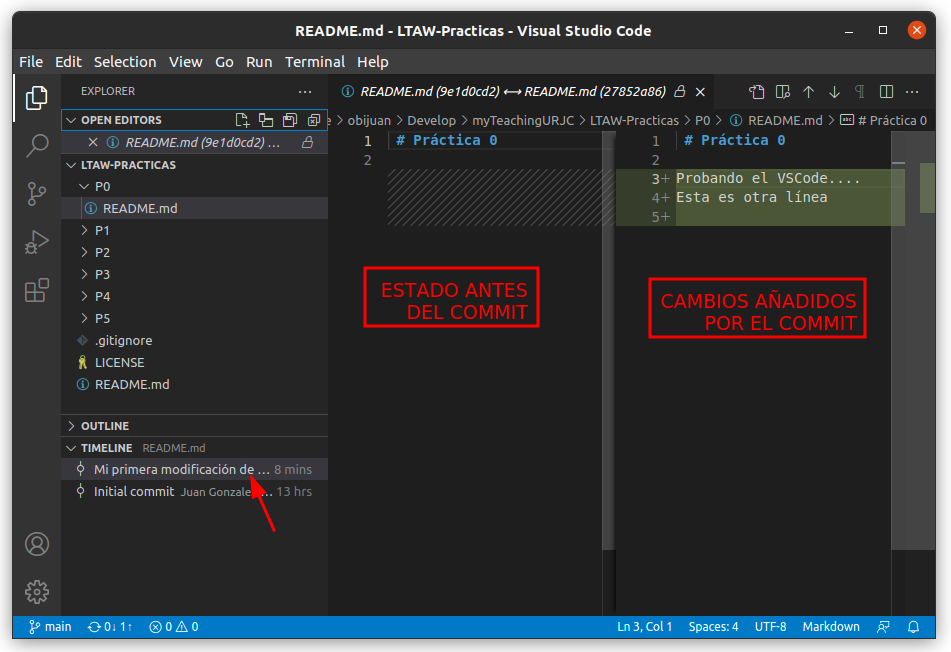 README.md - LTAW-Practicas - Visual Studio Code
File Edit Selection View Go Run Terminal Help
EXPLORER
OPEN EDITORS
README.md (9e1d0cd2) ...
LTAW-PRACTICAS
P0
README.md
P1
P2
P3
P4
P5
.gitignore
LICENSE
README.md
OUTLINE
TIMELINE README.md
Mi primera modificación de ... 8 mins
Initial commit Juan Gonzale... 13 hrs
README.md (9e1d0cd2) ⟷ README.md (27852a86)
e > obijuan > Develop > myTeachingURJC > LTAW-Practicas > P0 > README.md > # Práctica 0
1 # Práctica 0
2
ESTADO ANTES
DEL COMMIT
1 # Práctica 0
2
3+ Probando el VSCode....
4+ Esta es otra línea
5+
CAMBIOS AÑADIDOS
POR EL COMMIT
main 0↓ 1↑ 0 0 Ln 3, Col 1 Spaces: 4 UTF-8 Markdown